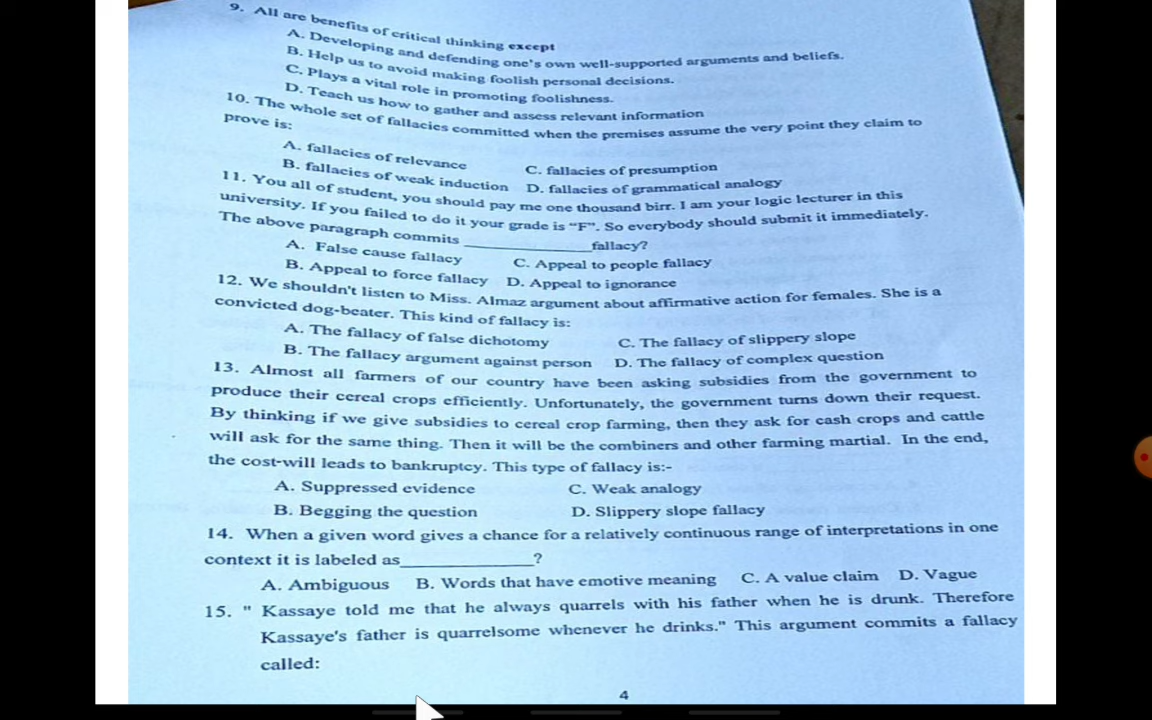 9. All are benefits of critical thinking except
A. Developing and defending one's own well-supported arguments and beliefs.
B. Help us to avoid making foolish personal decisions.
C. Plays a vital role in promoting foolishness.
D. Teach us how to gather and assess relevant information
10. The whole set of fallacies committed when the premises assume the very point they claim to
prove is:
A. fallacies of relevance C. fallacies of presumption
B. fallacies of weak induction D. fallacies of grammatical analogy
11. You all of student, you should pay me one thousand birr. I am your logic lecturer in this
university. If you failed to do it your grade is "F". So everybody should submit it immediately.
The above paragraph commits ______________fallacy?
A. False cause fallacy C. Appeal to people fallacy
B. Appeal to force fallacy D. Appeal to ignorance
12. We shouldn't listen to Miss. Almaz argument about affirmative action for females. She is a
convicted dog-beater. This kind of fallacy is:
A. The fallacy of false dichotomy C. The fallacy of slippery slope
B. The fallacy argument against person D. The fallacy of complex question
13. Almost all farmers of our country have been asking subsidies from the government to
produce their cereal crops efficiently. Unfortunately, the government turns down their request.
By thinking if we give subsidies to cereal crop farming, then they ask for cash crops and cattle
will ask for the same thing. Then it will be the combiners and other farming martial. In the end,
the cost-will leads to bankruptcy. This type of fallacy is:-
A. Suppressed evidence C. Weak analogy
B. Begging the question D. Slippery slope fallacy
14. When a given word gives a chance for a relatively continuous range of interpretations in one
context it is labeled as______________?
A. Ambiguous B. Words that have emotive meaning C. A value claim D. Vague
15. " Kassaye told me that he always quarrels with his father when he is drunk. Therefore
Kassaye's father is quarrelsome whenever he drinks." This argument commits a fallacy
called:
4